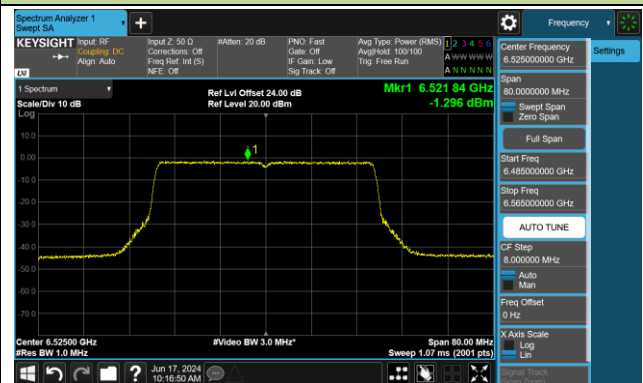 Spectrum Analyzer 1
Swept SA
+
Frequency
KEYSIGHT
Input: RF
Coupling: DC
Align: Auto
Input Z: 50 Ω
Corrections: Off
Freq Ref: Int (S)
NFE: Off
#Atten: 20 dB
PNO: Fast
Gate: Off
IF Gain: Low
Sig Track: Off
Avg Type: Power (RMS)
Avg|Hold: 100/100
Trig: Free Run
1 2 3 4 5 6
A W W W W W
A N N N N N
LXI
Center Frequency
6.525000000 GHz
Settings
Span
80.0000000 MHz
Swept Span
Zero Span
Full Span
Start Freq
6.485000000 GHz
Stop Freq
6.565000000 GHz
AUTO TUNE
CF Step
8.000000 MHz
Auto
Man
Freq Offset
0 Hz
X Axis Scale
Log
Lin
Signal Track
1 Spectrum
Scale/Div 10 dB
Log
Ref Lvl Offset 24.00 dB
Ref Level 20.00 dBm
Mkr1 6.521 84 GHz
-1.296 dBm
1
10.0
0.00
-10.0
-20.0
-30.0
-40.0
-50.0
-60.0
-70.0
Center 6.52500 GHz
#Res BW 1.0 MHz
#Video BW 3.0 MHz*
Span 80.00 MHz
Sweep 1.07 ms (2001 pts)
?
Jun 17, 2024
10:16:50 AM